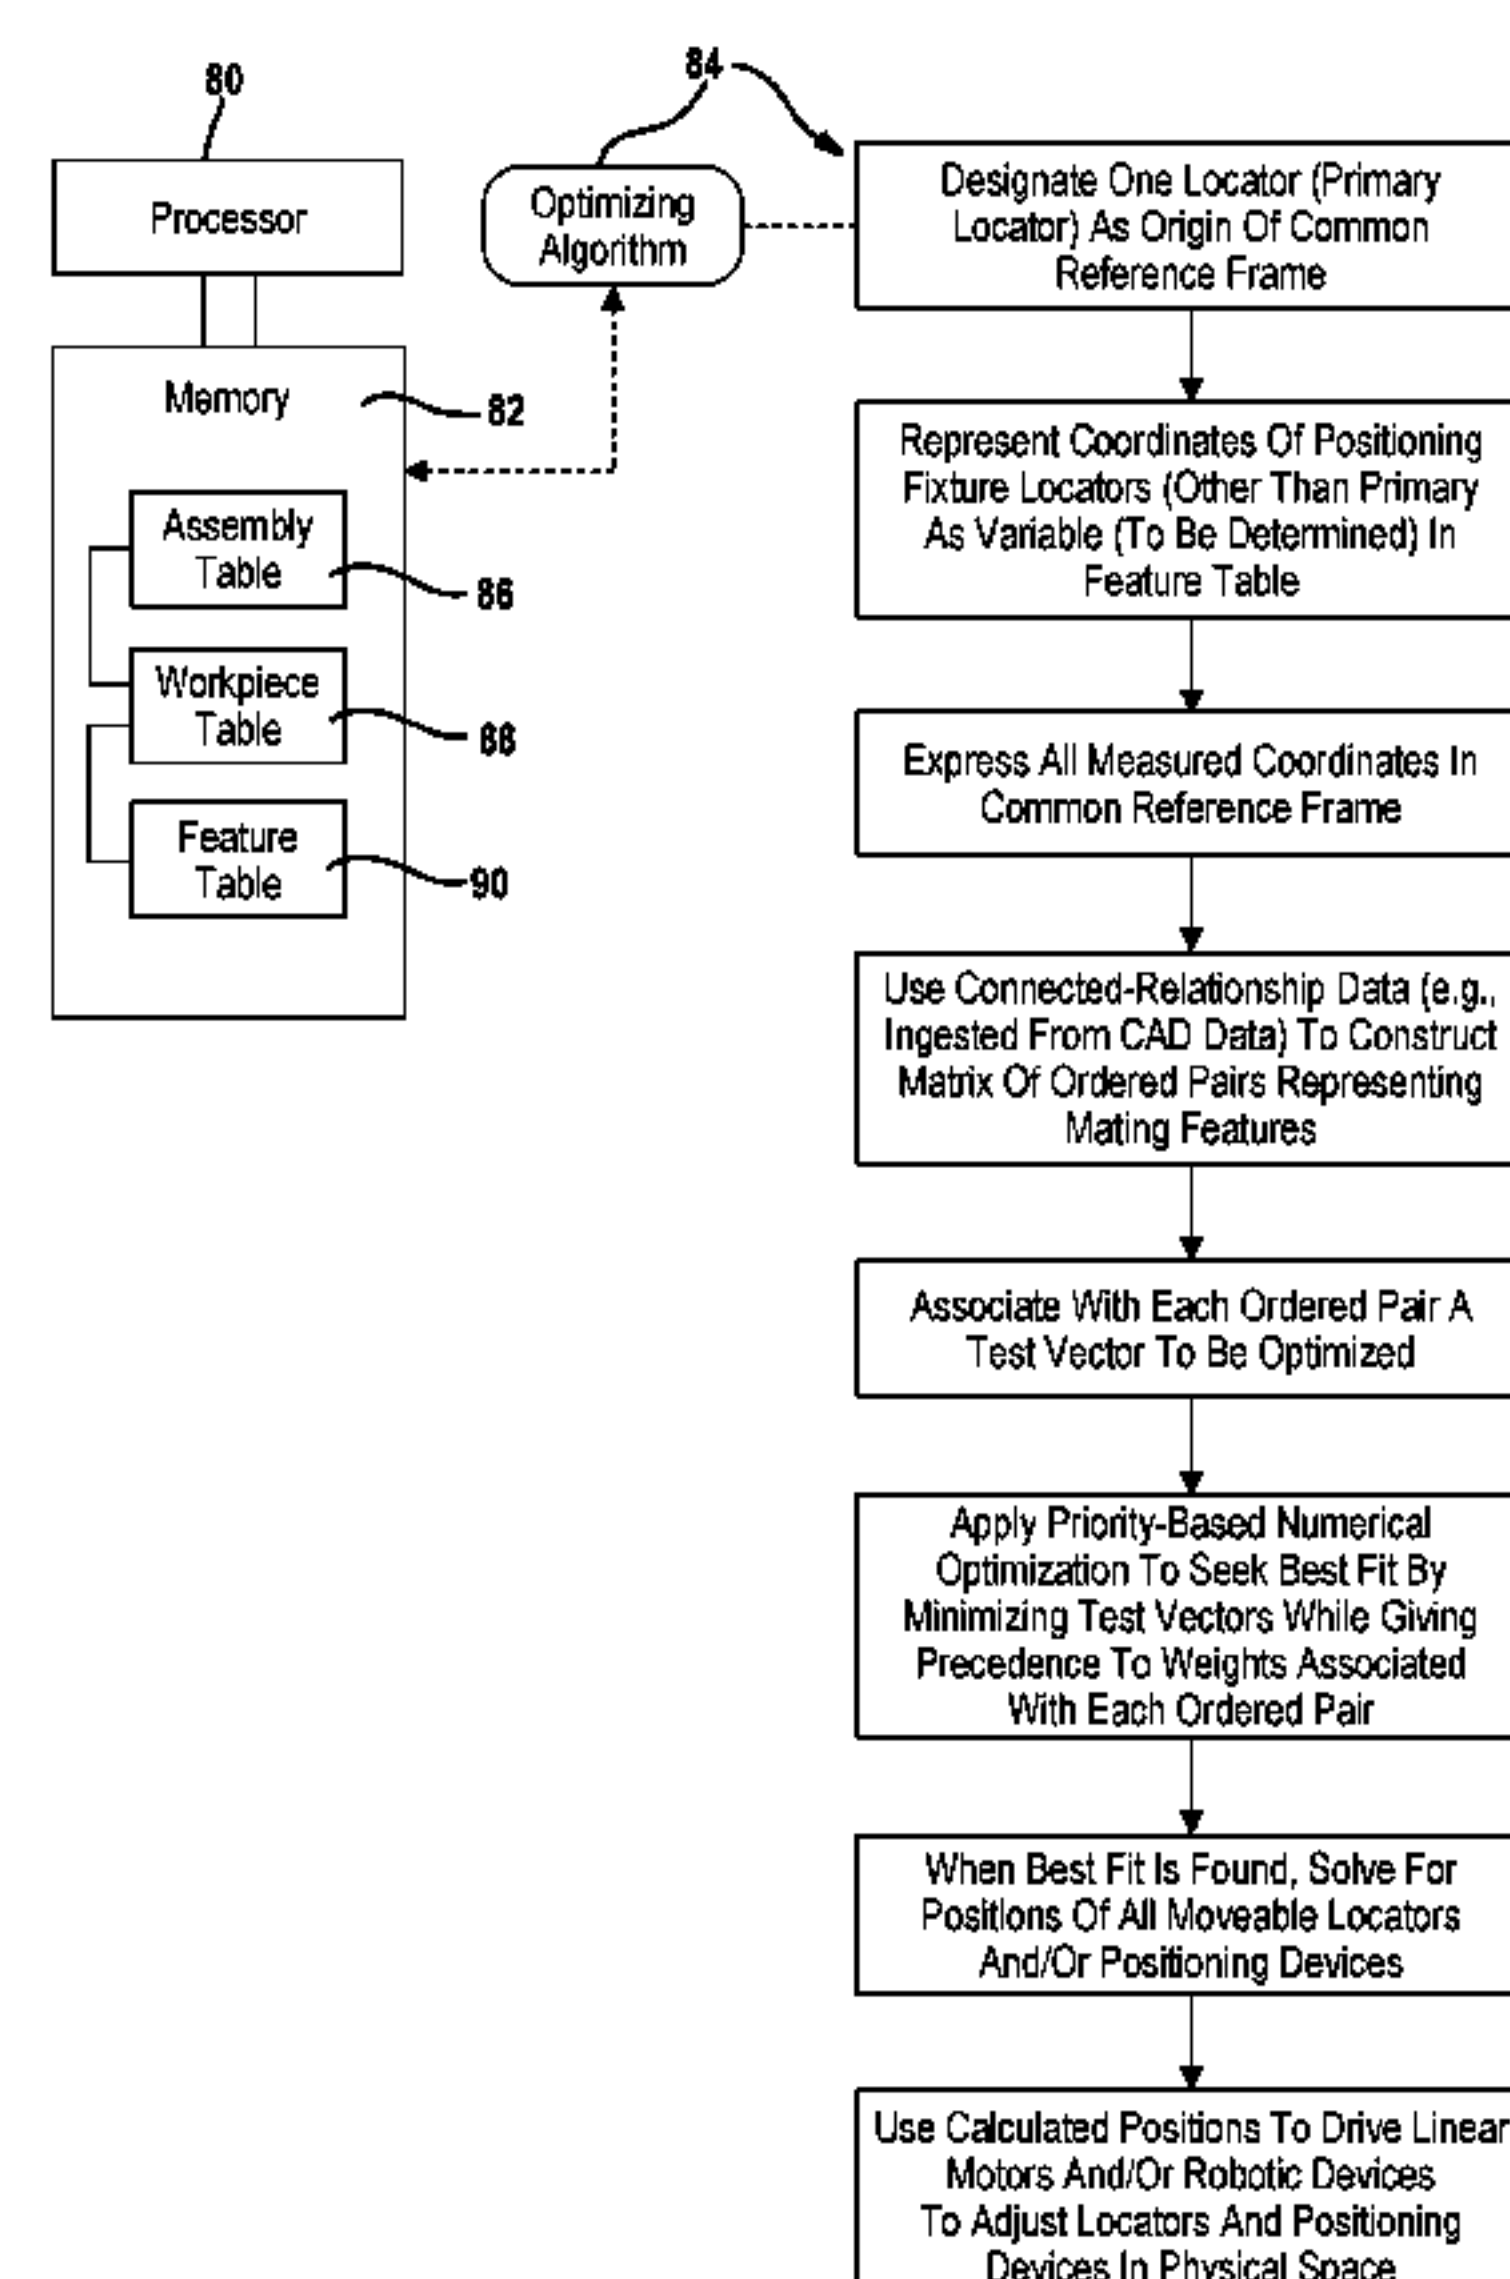 80
Processor
Memory
82
Assembly
Table
86
Workpiece
Table
88
Feature
Table
90
84
Optimizing
Algorithm
Designate One Locator (Primary
Locator) As Origin Of Common
Reference Frame
Represent Coordinates Of Positioning
Fixture Locators (Other Than Primary
As Variable (To Be Determined) In
Feature Table
Express All Measured Coordinates In
Common Reference Frame
Use Connected-Relationship Data (e.g.,
Ingested From CAD Data) To Construct
Matrix Of Ordered Pairs Representing
Mating Features
Associate With Each Ordered Pair A
Test Vector To Be Optimized
Apply Priority-Based Numerical
Optimization To Seek Best Fit By
Minimizing Test Vectors While Giving
Precedence To Weights Associated
With Each Ordered Pair
When Best Fit Is Found, Solve For
Positions Of All Moveable Locators
And/Or Positioning Devices
Use Calculated Positions To Drive Linear
Motors And/Or Robotic Devices
To Adjust Locators And Positioning
Devices In Physical Space